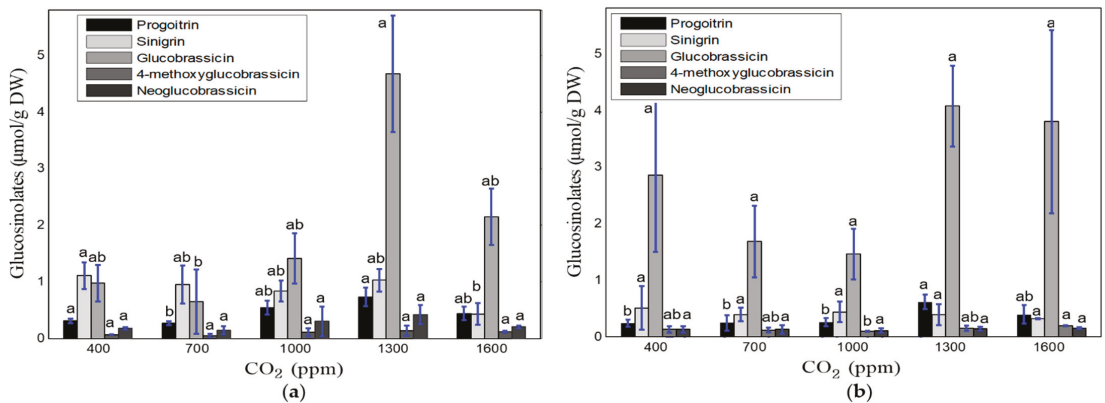 Progoitrin
Sinigrin
Glucobrassicin
4-methoxyglucobrassicin
Neoglucobrassicin
Glucosinolates (µmol/g DW)
5
4
3
2
1
0
a
a
ab
a
a
b
ab
b
a
a
ab
ab
ab
a
a
a
a
a
a
a
ab
b
ab
a
a
400 700 1000 1300 1600
CO2 (ppm)
(a)
Progoitrin
Sinigrin
Glucobrassicin
4-methoxyglucobrassicin
Neoglucobrassicin
Glucosinolates (µmol/g DW)
5
4
3
2
1
0
b
a
a
ab
a
b
a
a
ab
a
b
a
a
b
a
a
a
a
ab
a
ab
a
a
a
a
400 700 1000 1300 1600
CO2 (ppm)
(b)